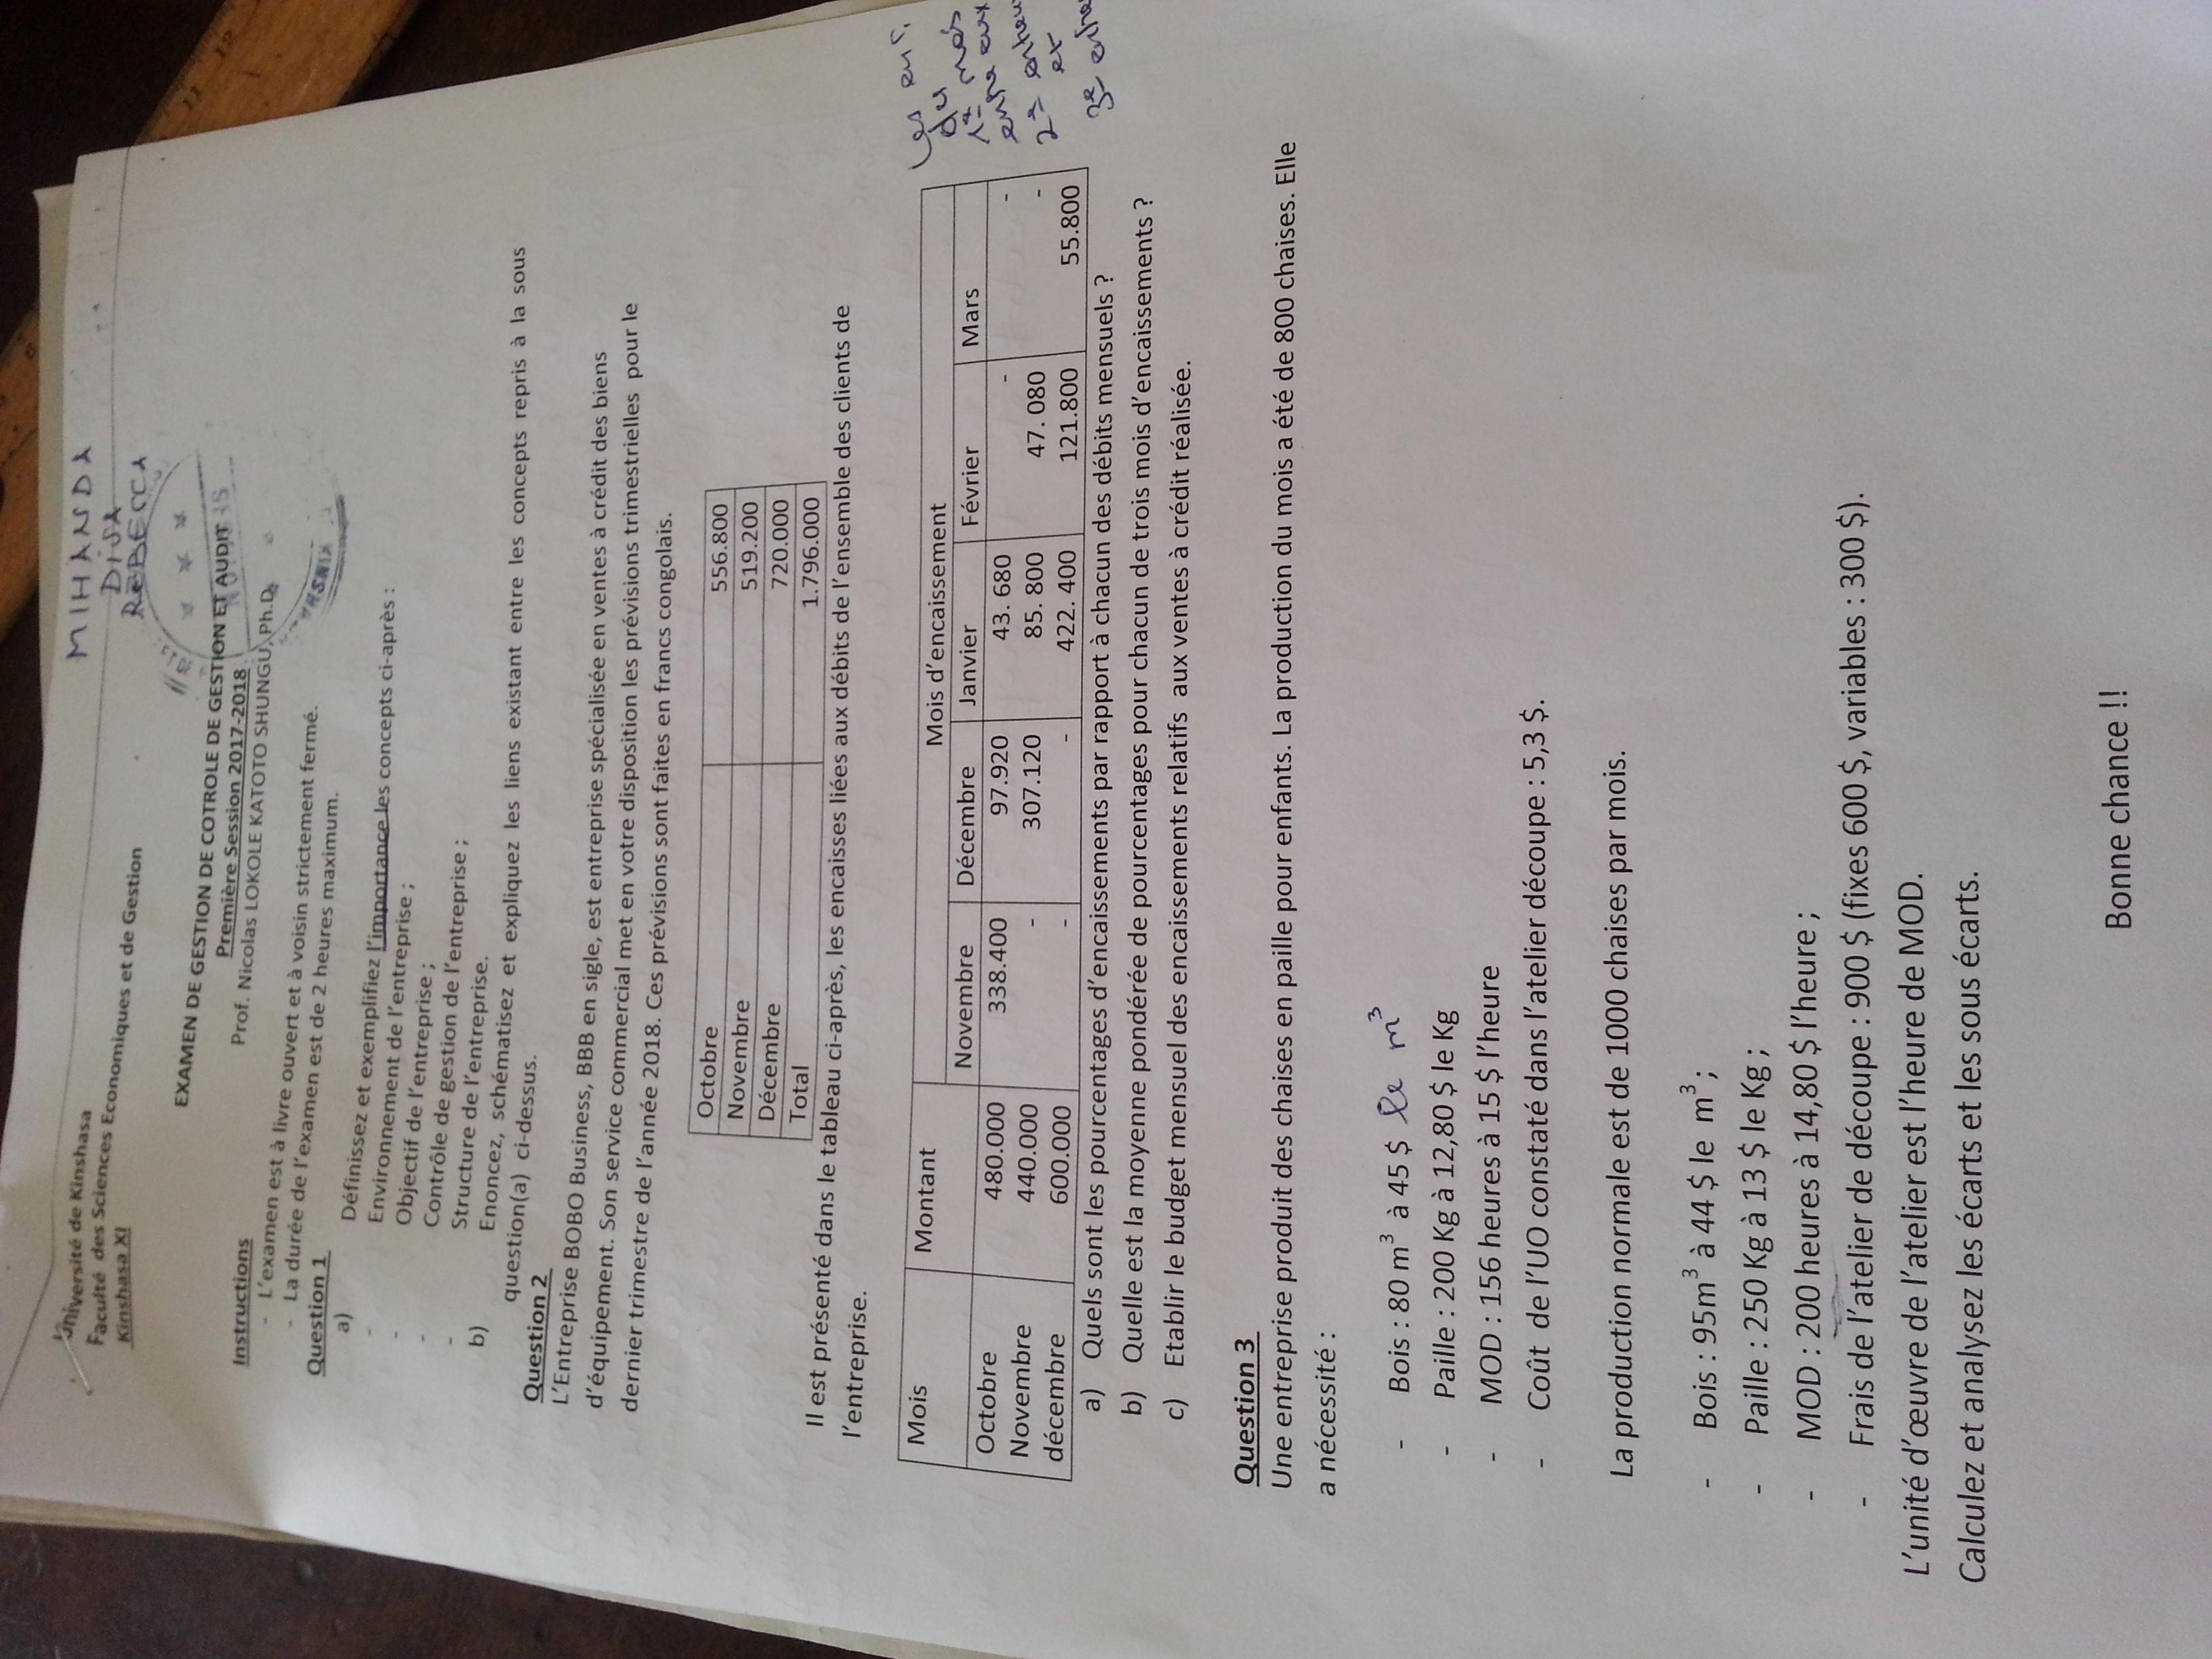 MIHANDA
DISA
REBECCA
Université de Kinshasa
Faculté des Sciences Economiques et de Gestion
Kinshasa XI
EXAMEN DE GESTION DE COTROLE DE GESTION ET AUDIT
Première Session 2017-2018
Prof. Nicolas LOKOLE KATOTO SHUNGU, Ph.D.
Instructions
- L'examen est à livre ouvert et à voisin strictement fermé.
- La durée de l'examen est de 2 heures maximum.
Question 1
a) Définissez et exemplifiez l'importance les concepts ci-après :
- Environnement de l'entreprise ;
- Objectif de l'entreprise ;
- Contrôle de gestion de l'entreprise ;
- Structure de l'entreprise.
b) Enoncez, schématisez et expliquez les liens existant entre les concepts repris à la sous
question(a) ci-dessus.
Question 2
L'Entreprise BOBO Business, BBB en sigle, est entreprise spécialisée en ventes à crédit des biens
d'équipement. Son service commercial met en votre disposition les prévisions trimestrielles pour le
dernier trimestre de l'année 2018. Ces prévisions sont faites en francs congolais.
Octobre 556.800
Novembre 519.200
Décembre 720.000
Total 1.796.000
Il est présenté dans le tableau ci-après, les encaisses liées aux débits de l'ensemble des clients de
l'entreprise.
Mois Montant Mois d'encaissement
Novembre Décembre Janvier Février Mars
Octobre 480.000 338.400 97.920 43. 680 - -
Novembre 440.000 - 307.120 85. 800 47. 080 -
décembre 600.000 - - 422. 400 121.800 55.800
a) Quels sont les pourcentages d'encaissements par rapport à chacun des débits mensuels ?
b) Quelle est la moyenne pondérée de pourcentages pour chacun de trois mois d'encaissements ?
c) Etablir le budget mensuel des encaissements relatifs aux ventes à crédit réalisée.
Question 3
Une entreprise produit des chaises en paille pour enfants. La production du mois a été de 800 chaises. Elle
a nécessité :
- Bois : 80 m³ à 45 $ le m³
- Paille : 200 Kg à 12,80 $ le Kg
- MOD : 156 heures à 15 $ l'heure
- Coût de l'UO constaté dans l'atelier découpe : 5,3 $.
La production normale est de 1000 chaises par mois.
- Bois : 95m³ à 44 $ le m³ ;
- Paille : 250 Kg à 13 $ le Kg ;
- MOD : 200 heures à 14,80 $ l'heure ;
- Frais de l'atelier de découpe : 900 $ (fixes 600 $, variables : 300 $).
L'unité d'œuvre de l'atelier est l'heure de MOD.
Calculez et analysez les écarts et les sous écarts.
Bonne chance !!